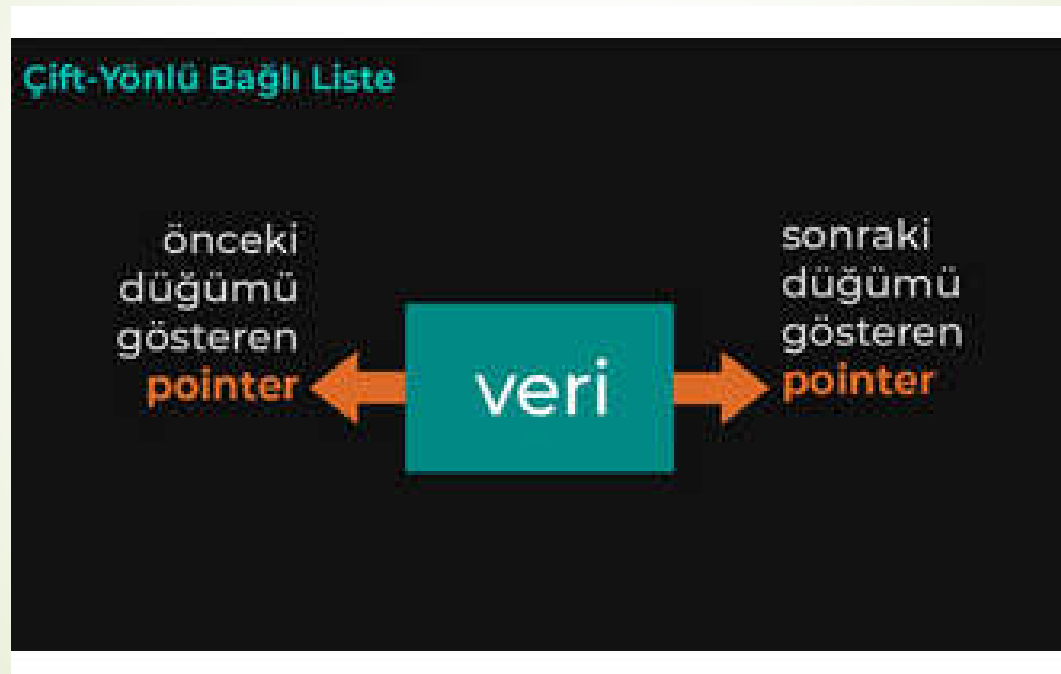 Çift-Yönlü Bağlı Liste
önceki
düğümü
gösteren
pointer
veri
sonraki
düğümü
gösteren
pointer